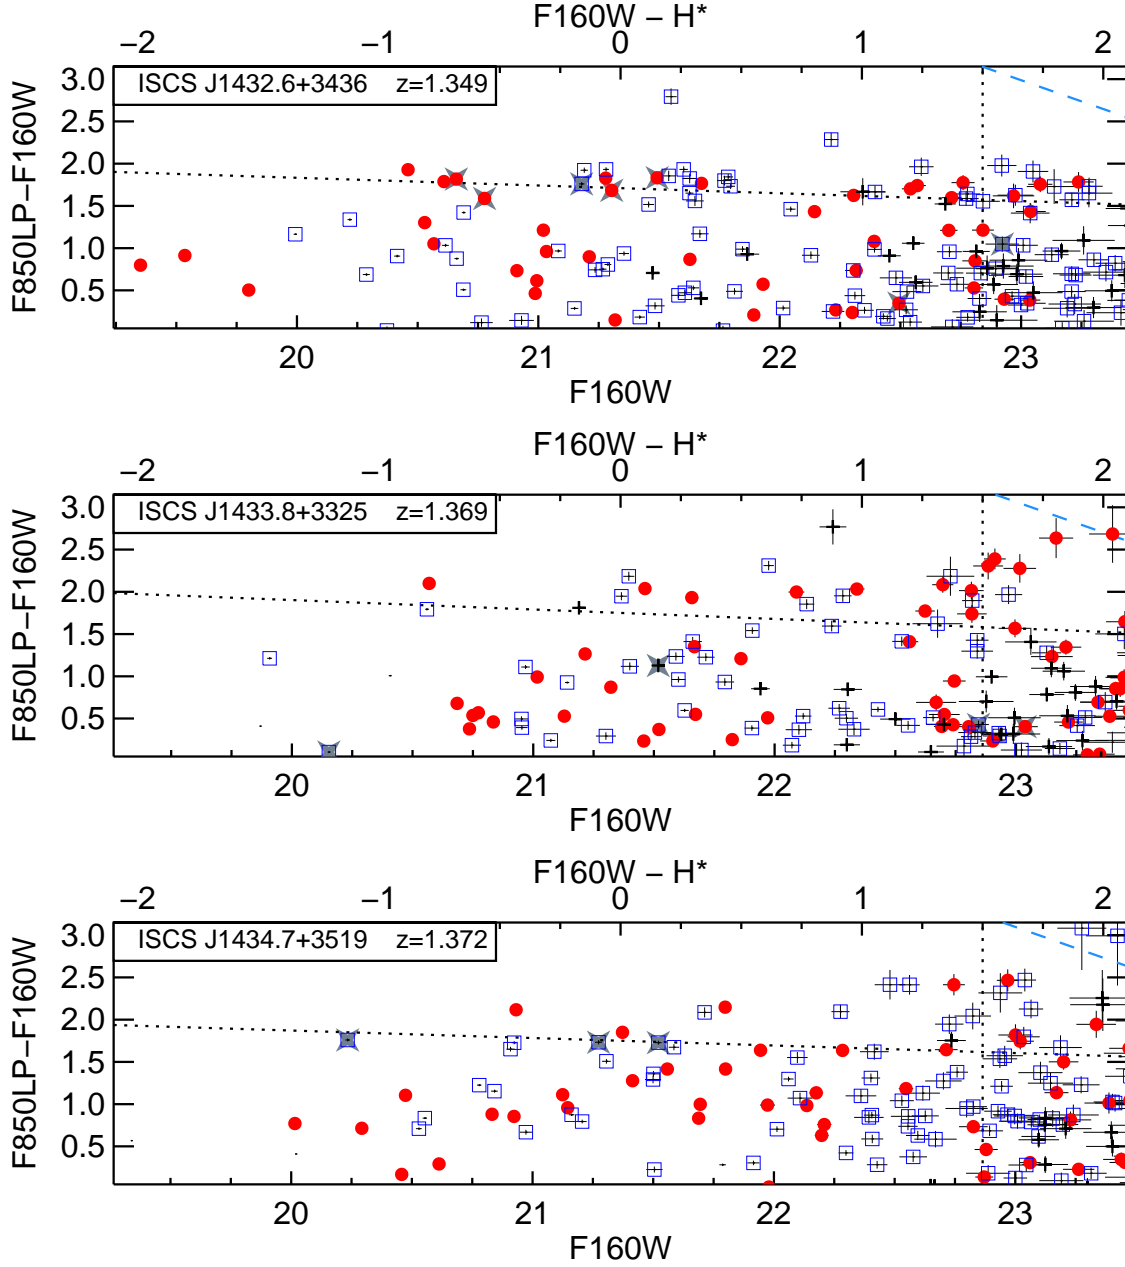 F160W – H*
–2 –1 0 1 2
ISCS J1432.6+3436 z=1.349
3.0
2.5
2.0
1.5
1.0
0.5
F850LP–F160W
20 21 22 23
F160W
F160W – H*
–2 –1 0 1 2
ISCS J1433.8+3325 z=1.369
3.0
2.5
2.0
1.5
1.0
0.5
F850LP–F160W
20 21 22 23
F160W
F160W – H*
–2 –1 0 1 2
ISCS J1434.7+3519 z=1.372
3.0
2.5
2.0
1.5
1.0
0.5
F850LP–F160W
20 21 22 23
F160W